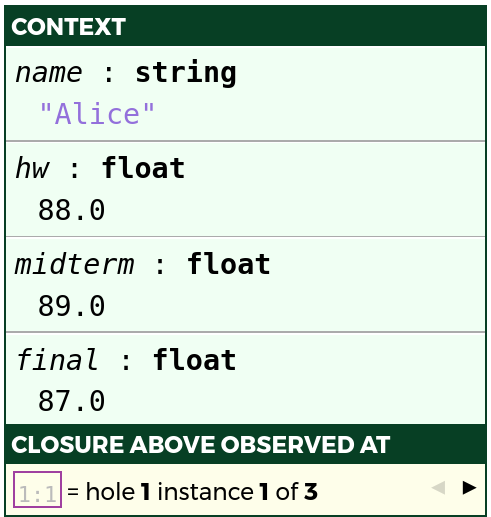 CONTEXT
name : string
"Alice"
hw : float
88.0
midterm : float
89.0
final : float
87.0
CLOSURE ABOVE OBSERVED AT
1:1 = hole 1 instance 1 of 3 ◀ ▶